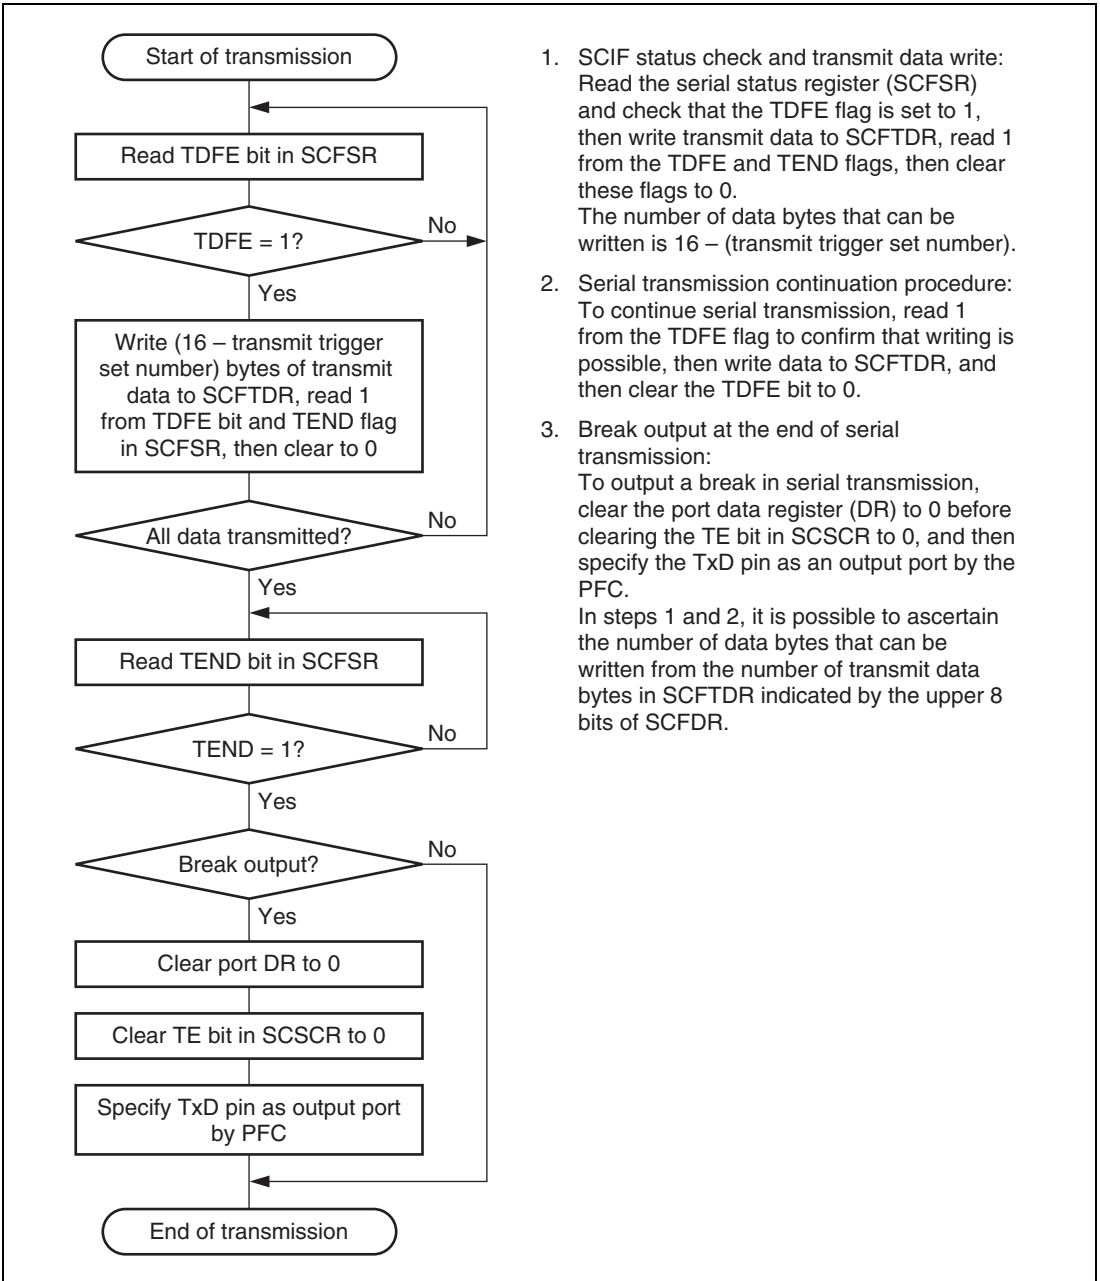 Start of transmission
Read TDFE bit in SCFSR
TDFE = 1?
No
Yes
Write (16 – transmit trigger
set number) bytes of transmit
data to SCFTDR, read 1
from TDFE bit and TEND flag
in SCFSR, then clear to 0
All data transmitted?
No
Yes
Read TEND bit in SCFSR
TEND = 1?
No
Yes
Break output?
No
Yes
Clear port DR to 0
Clear TE bit in SCSCR to 0
Specify TxD pin as output port
by PFC
End of transmission
1. SCIF status check and transmit data write:
Read the serial status register (SCFSR)
and check that the TDFE flag is set to 1,
then write transmit data to SCFTDR, read 1
from the TDFE and TEND flags, then clear
these flags to 0.
The number of data bytes that can be
written is 16 – (transmit trigger set number).
2. Serial transmission continuation procedure:
To continue serial transmission, read 1
from the TDFE flag to confirm that writing is
possible, then write data to SCFTDR, and
then clear the TDFE bit to 0.
3. Break output at the end of serial
transmission:
To output a break in serial transmission,
clear the port data register (DR) to 0 before
clearing the TE bit in SCSCR to 0, and then
specify the TxD pin as an output port by the
PFC.
In steps 1 and 2, it is possible to ascertain
the number of data bytes that can be
written from the number of transmit data
bytes in SCFTDR indicated by the upper 8
bits of SCFDR.